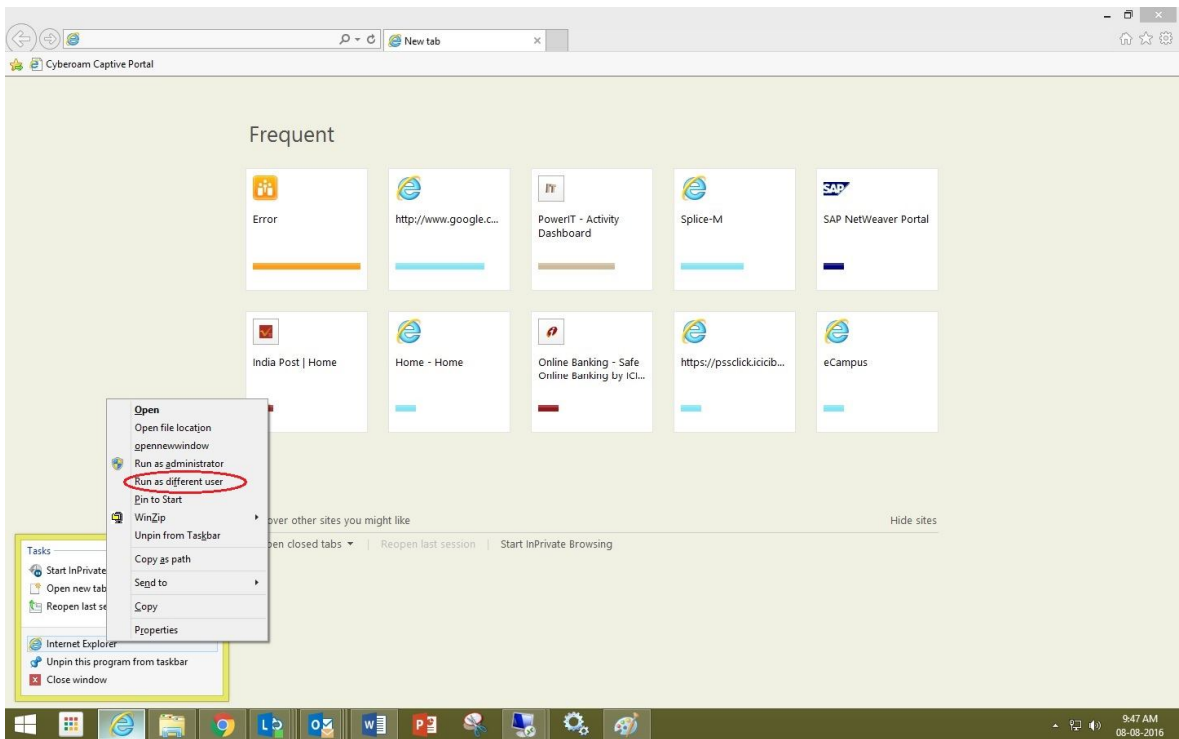 New tab
Cyberoam Captive Portal
Frequent
Error
http://www.google.c...
PowerIT - Activity
Dashboard
Splice-M
SAP
SAP NetWeaver Portal
India Post | Home
Home - Home
Online Banking - Safe
Online Banking by ICI...
https://pssclick.icicib...
eCampus
Open
Open file location
opennewwindow
Run as administrator
Run as different user
Pin to Start
WinZip
Unpin from Taskbar
Copy as path
Send to
Copy
Properties
over other sites you might like
Hide sites
pen closed tabs
Reopen last session
Start InPrivate Browsing
Tasks
Start InPrivate
Open new tab
Reopen last se
Internet Explorer
Unpin this program from taskbar
Close window
9:47 AM
08-08-2016